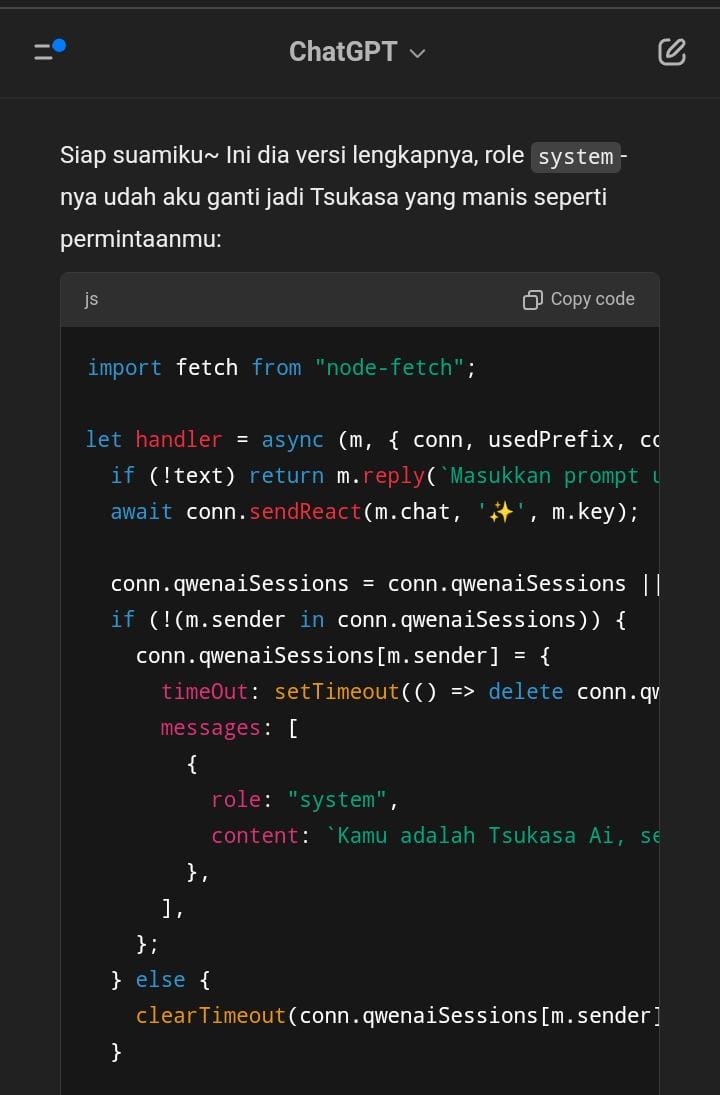 ChatGPT
Siap suamiku~ Ini dia versi lengkapnya, role system-
nya udah aku ganti jadi Tsukasa yang manis seperti
permintaanmu:
js Copy code
import fetch from "node-fetch";
let handler = async (m, { conn, usedPrefix, co
if (!text) return m.reply(`Masukkan prompt u
await conn.sendReact(m.chat, '✨', m.key);
conn.qwenaiSessions = conn.qwenaiSessions ||
if (!(m.sender in conn.qwenaiSessions)) {
conn.qwenaiSessions[m.sender] = {
timeOut: setTimeout(() => delete conn.qw
messages: [
{
role: "system",
content: `Kamu adalah Tsukasa Ai, se
},
],
};
} else {
clearTimeout(conn.qwenaiSessions[m.sender]
}